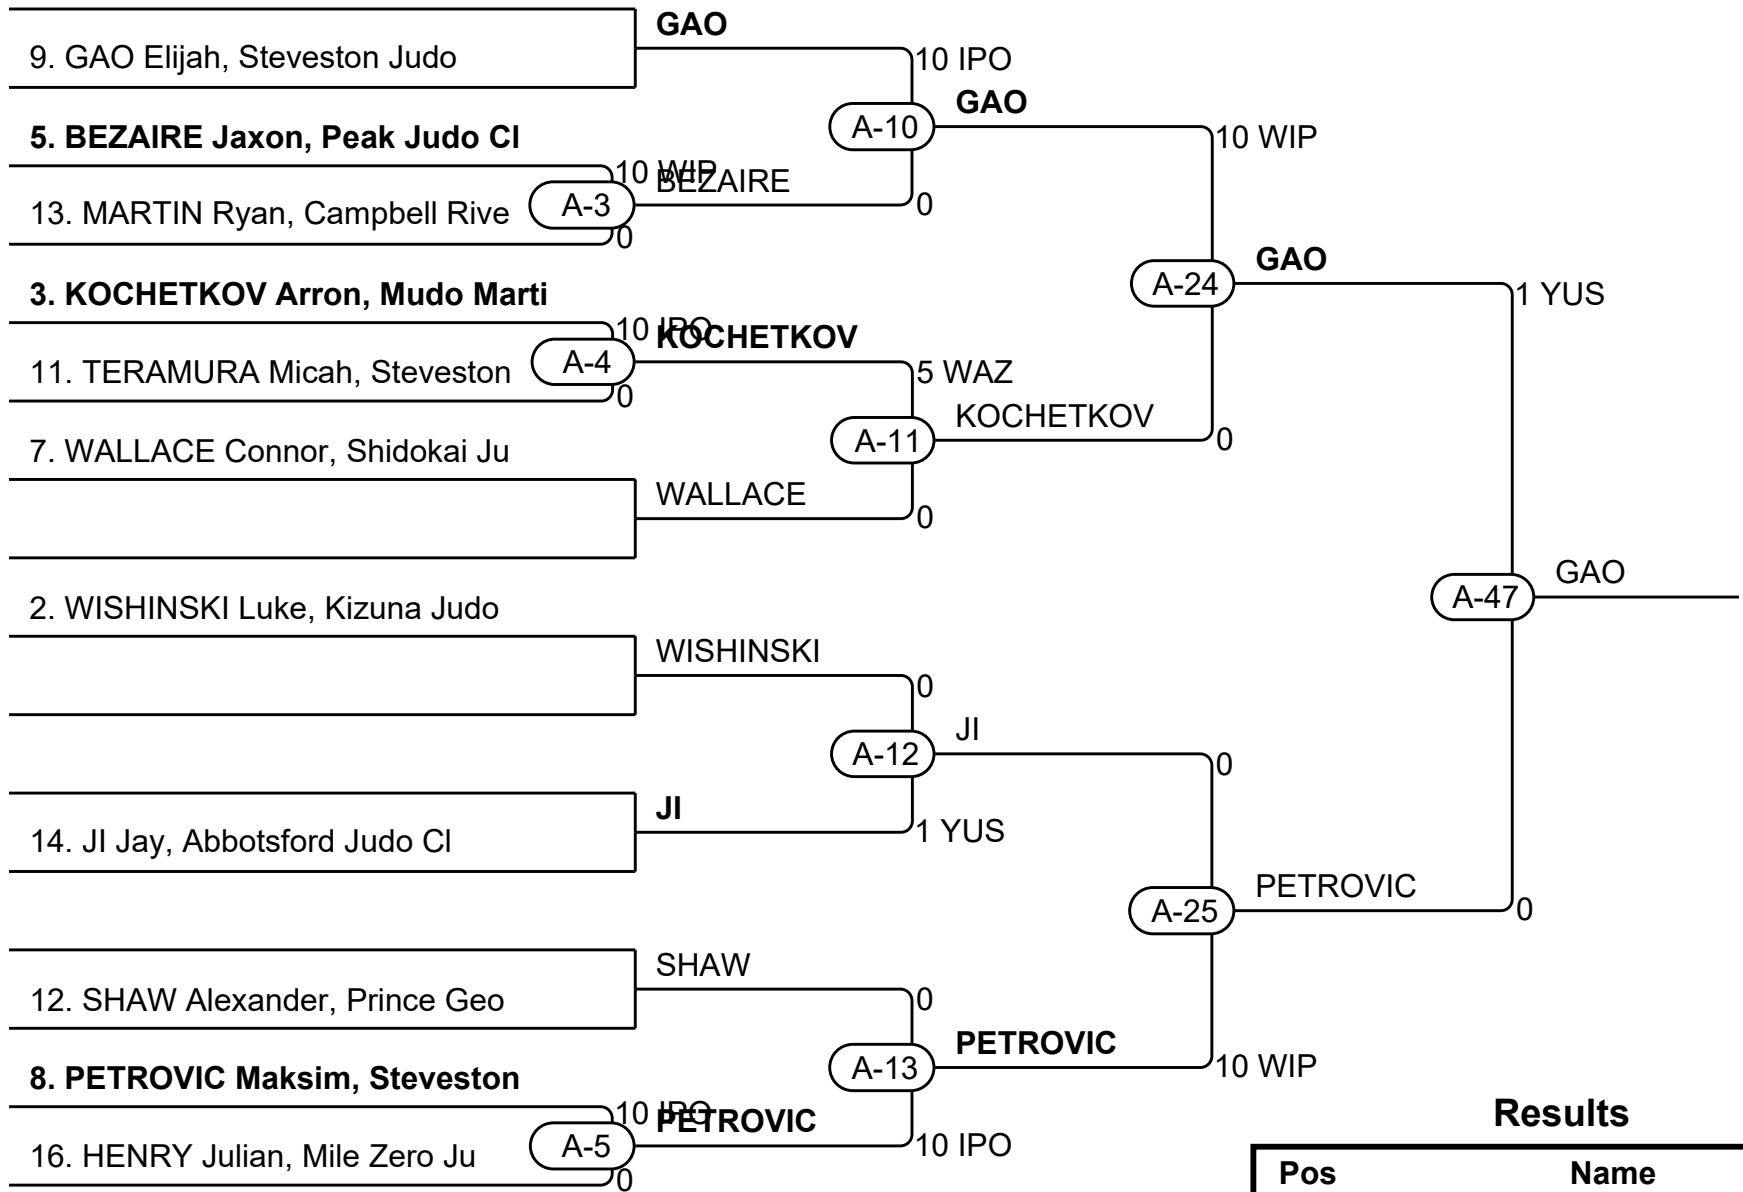 GAO
9. GAO Elijah, Steveston Judo
10 IPO
GAO
5. BEZAIRE Jaxon, Peak Judo Cl
A-10
10 WIP
10 WIP
BEZAIRE
13. MARTIN Ryan, Campbell Rive
A-3
0
0
3. KOCHETKOV Arron, Mudo Marti
GAO
A-24
1 YUS
10 IPO
KOCHETKOV
11. TERAMURA Micah, Steveston
A-4
5 WAZ
0
KOCHETKOV
7. WALLACE Connor, Shidokai Ju
A-11
0
WALLACE
0
GAO
2. WISHINSKI Luke, Kizuna Judo
A-47
WISHINSKI
0
JI
A-12
0
JI
14. JI Jay, Abbotsford Judo Cl
1 YUS
PETROVIC
A-25
0
SHAW
12. SHAW Alexander, Prince Geo
0
PETROVIC
8. PETROVIC Maksim, Steveston
A-13
10 WIP
10 IPO
PETROVIC
16. HENRY Julian, Mile Zero Ju
A-5
10 IPO
0
Results
Pos Name